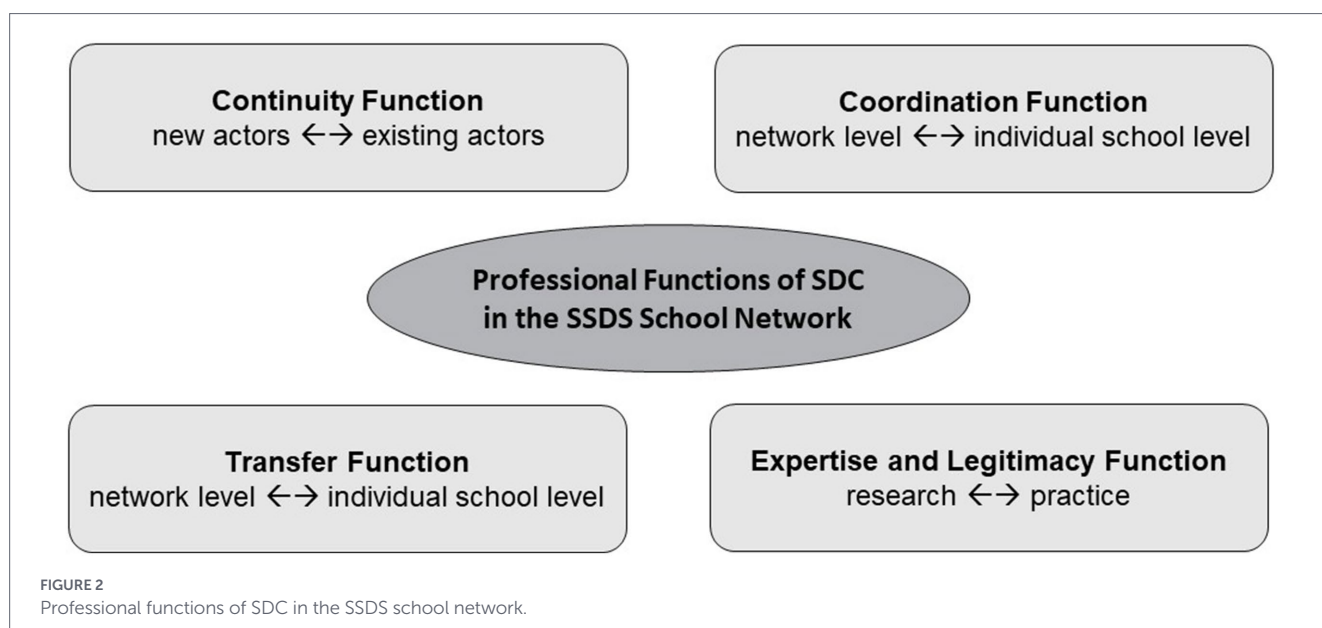 Continuity Function
new actors ←→ existing actors
Coordination Function
network level ←→ individual school level
Professional Functions of SDC
in the SSDS School Network
Transfer Function
network level ←→ individual school level
Expertise and Legitimacy Function
research ←→ practice
FIGURE 2
Professional functions of SDC in the SSDS school network.